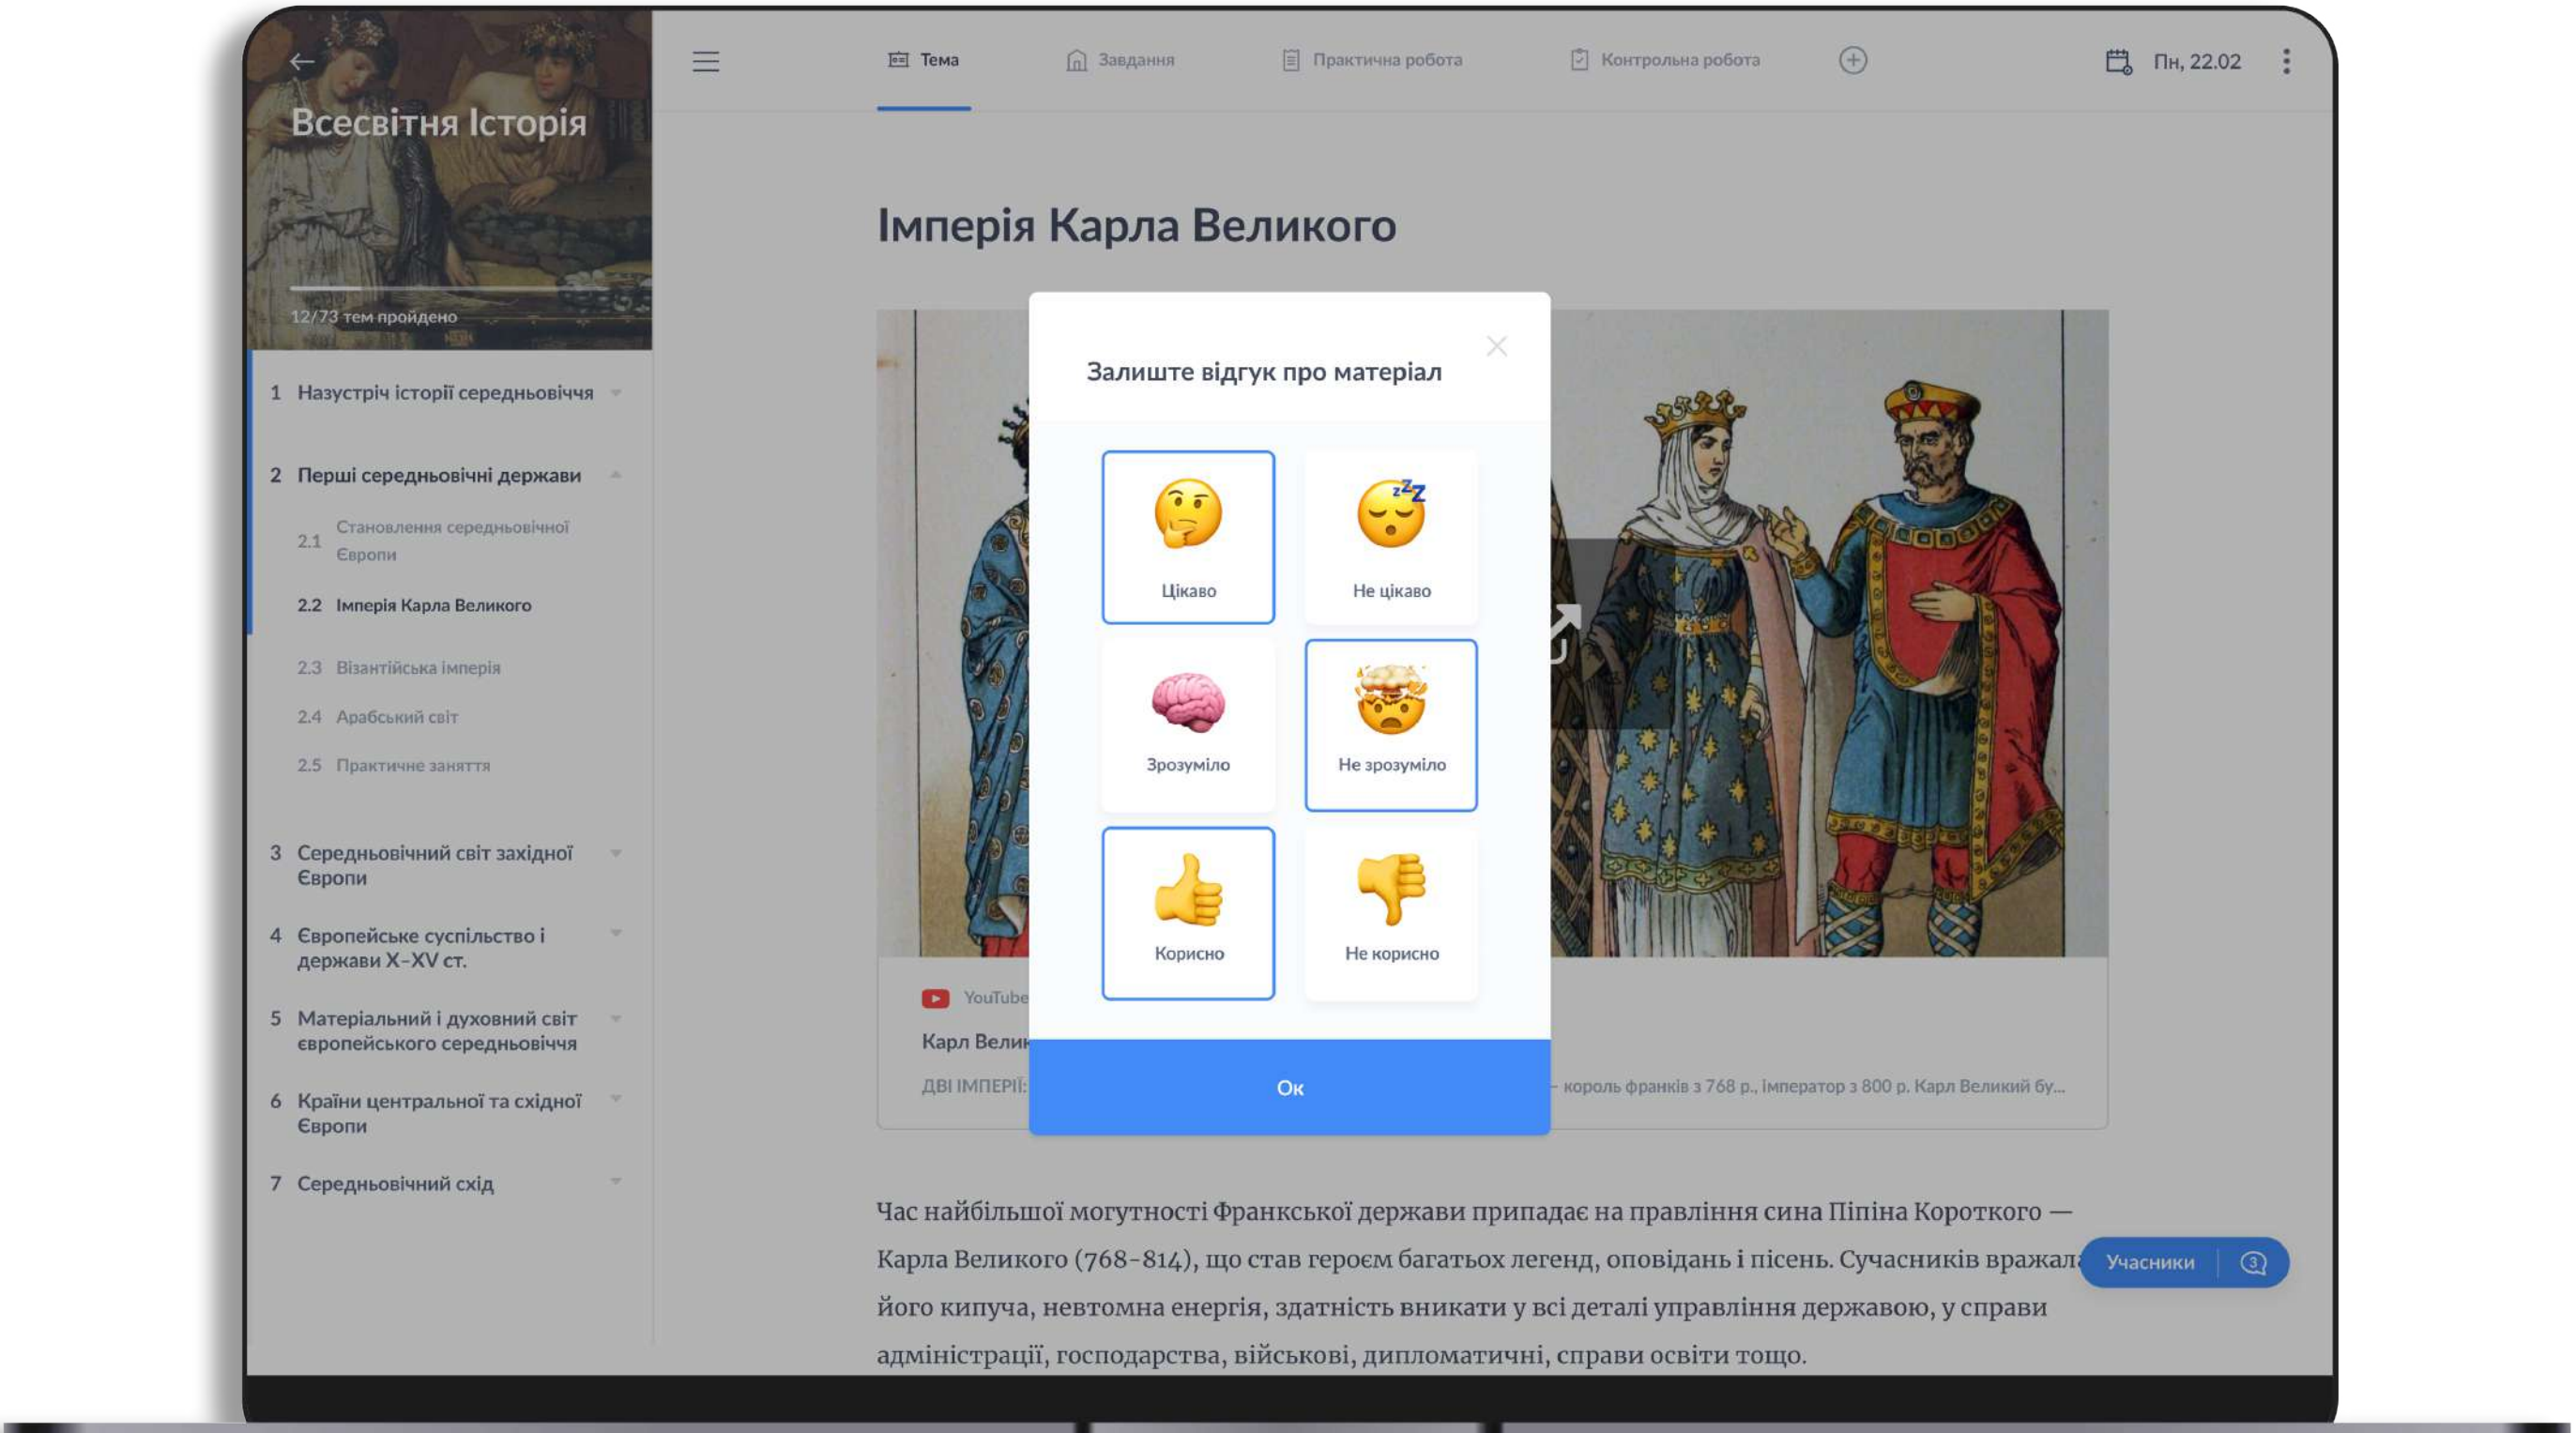 Всесвітня Історія
12/73 тем пройдено
1 Назустріч історії середньовіччя
2 Перші середньовічні держави
2.1 Становлення середньовічної
Європи
2.2 Імперія Карла Великого
2.3 Візантійська імперія
2.4 Арабський світ
2.5 Практичне заняття
3 Середньовічний світ західної
Європи
4 Європейське суспільство і
держави X–XV ст.
5 Матеріальний і духовний світ
європейського середньовіччя
6 Країни центральної та східної
Європи
7 Середньовічний схід
Тема Завдання Практична робота Контрольна робота Пн, 22.02
Імперія Карла Великого
Залиште відгук про матеріал
zzZ
Цікаво Не цікаво
Зрозуміло Не зрозуміло
Корисно Не корисно
Ок
YouTube
Карл Велик
ДВІ ІМПЕРІЇ: – король франків з 768 р., імператор з 800 р. Карл Великий бу...
Час найбільшої могутності Франкської держави припадає на правління сина Піпіна Короткого —
Карла Великого (768-814), що став героєм багатьох легенд, оповідань і пісень. Сучасників вражала
його кипуча, невтомна енергія, здатність вникати у всі деталі управління державою, у справи
адміністрації, господарства, військові, дипломатичні, справи освіти тощо.
Учасники 3